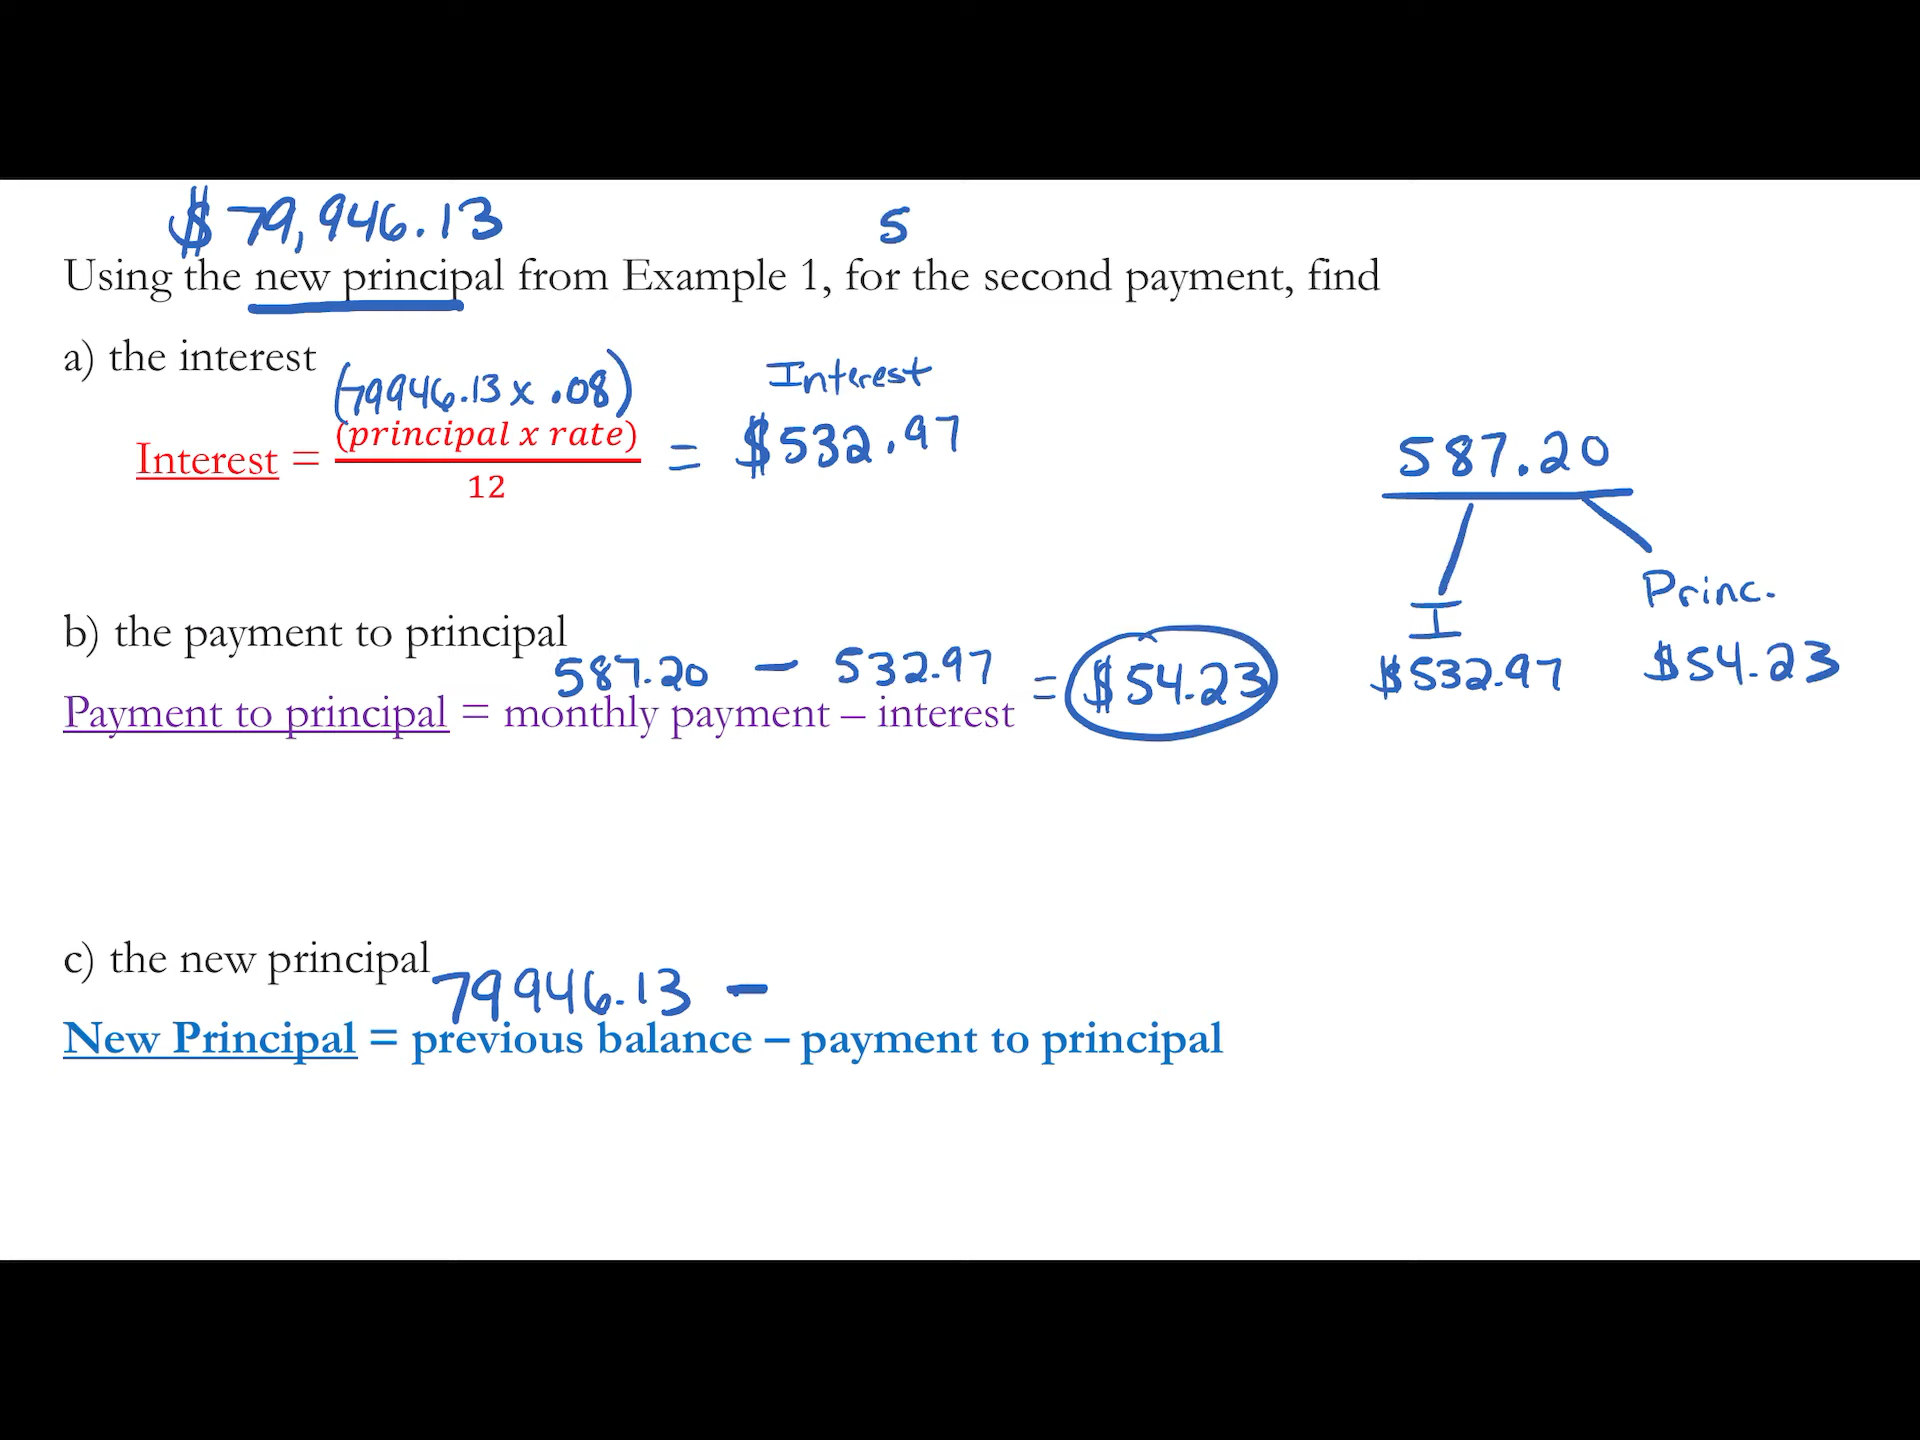 $79,946.13 5
Using the new principal from Example 1, for the second payment, find
a) the interest
(79946.13 x .08) Interest
Interest = (principal x rate) / 12 = $532.97
587.20
I Princ.
$532.97 $54.23
b) the payment to principal
587.20 - 532.97 = $54.23
Payment to principal = monthly payment – interest
c) the new principal
79946.13 -
New Principal = previous balance – payment to principal